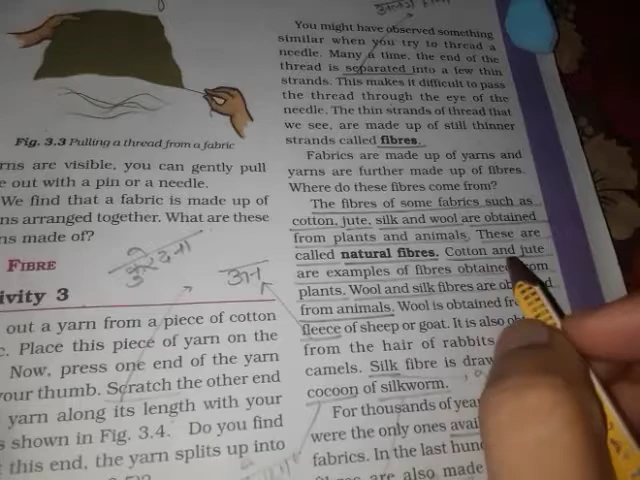 Fig. 3.3 Pulling a thread from a fabric
rns are visible, you can gently pull
e out with a pin or a needle.
We find that a fabric is made up of
ns arranged together. What are these
ns made of?
FIBRE
ivity 3
out a yarn from a piece of cotton
c. Place this piece of yarn on the
Now, press one end of the yarn
your thumb. Scratch the other end
yarn along its length with your
s shown in Fig. 3.4. Do you find
t this end, the yarn splits up into
कुरेदना
ऊन
You might have observed something
similar when you try to thread a
needle. Many a time, the end of the
thread is separated into a few thin
strands. This makes it difficult to pass
the thread through the eye of the
needle. The thin strands of thread that
we see, are made up of still thinner
strands called fibres.
Fabrics are made up of yarns and
yarns are further made up of fibres.
Where do these fibres come from?
The fibres of some fabrics such as
cotton, jute, silk and wool are obtained
from plants and animals. These are
called natural fibres. Cotton and jute
are examples of fibres obtained from
plants. Wool and silk fibres are
from animals. Wool is obtained
fleece of sheep or goat. It is also
from the hair of rabbits
camels. Silk fibre is
cocoon of silkworm.
For thousands of
were the only ones
fabrics. In the last
are also made